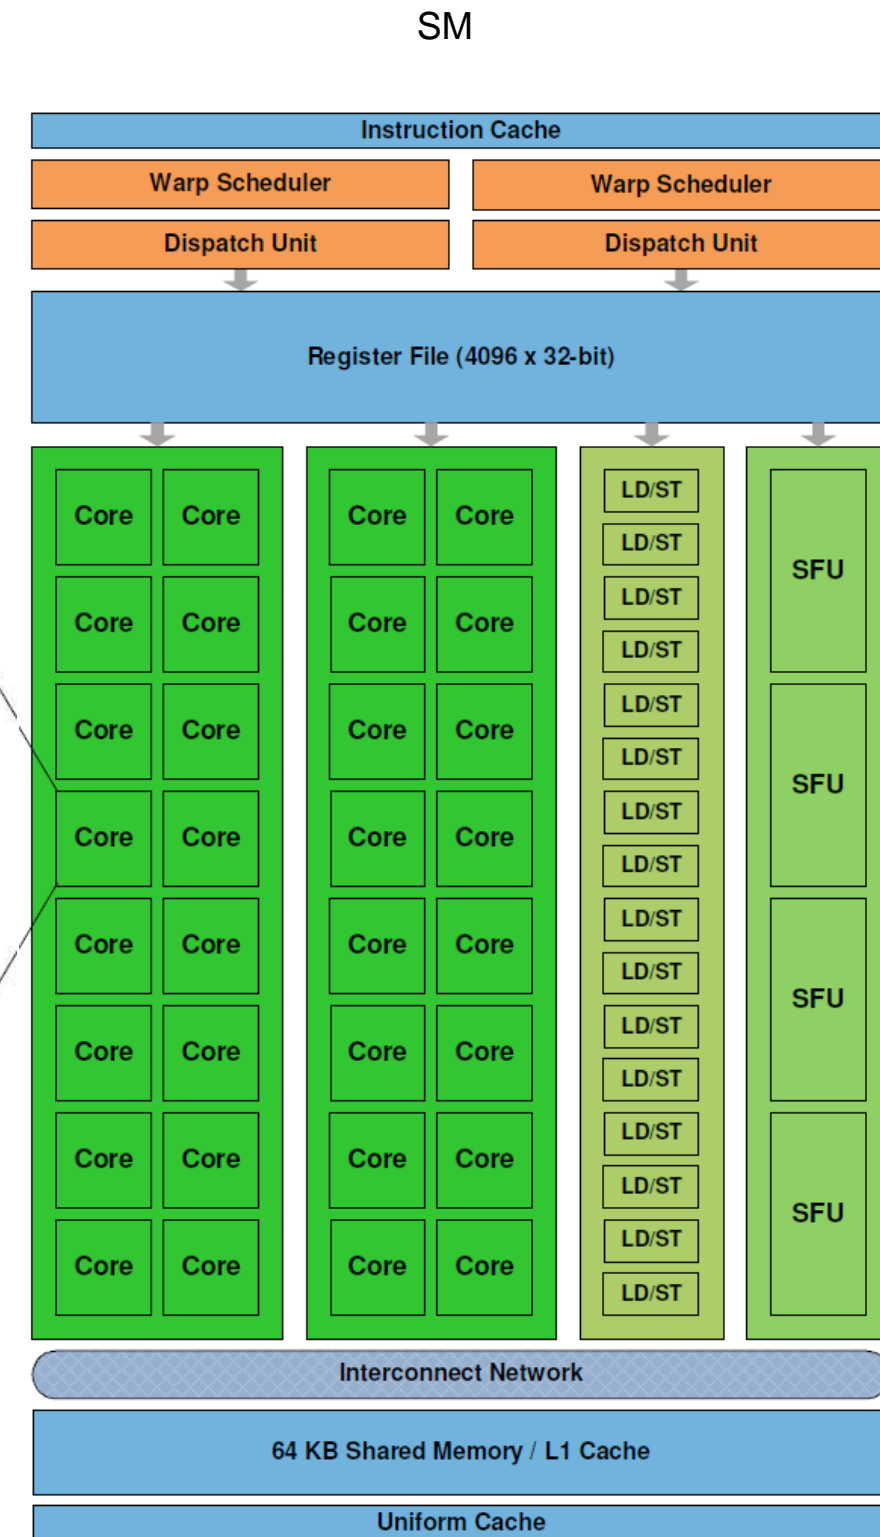 SM
Instruction Cache
Warp Scheduler
Warp Scheduler
Dispatch Unit
Dispatch Unit
Register File (4096 x 32-bit)
Core Core Core Core LD/ST
LD/ST
SFU
Core Core Core Core LD/ST
LD/ST
Core Core Core Core LD/ST
LD/ST
SFU
Core Core Core Core LD/ST
LD/ST
Core Core Core Core LD/ST
LD/ST
SFU
Core Core Core Core LD/ST
LD/ST
Core Core Core Core LD/ST
LD/ST
SFU
Core Core Core Core LD/ST
LD/ST
Interconnect Network
64 KB Shared Memory / L1 Cache
Uniform Cache